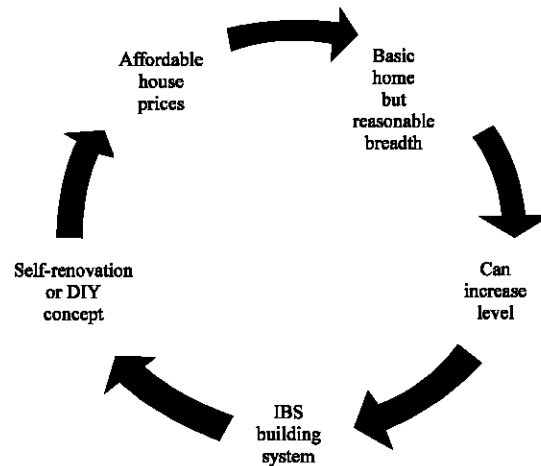 Affordable
house
prices
Basic
home
but
reasonable
breadth
Can
increase
level
IBS
building
system
Self-renovation
or DIY
concept